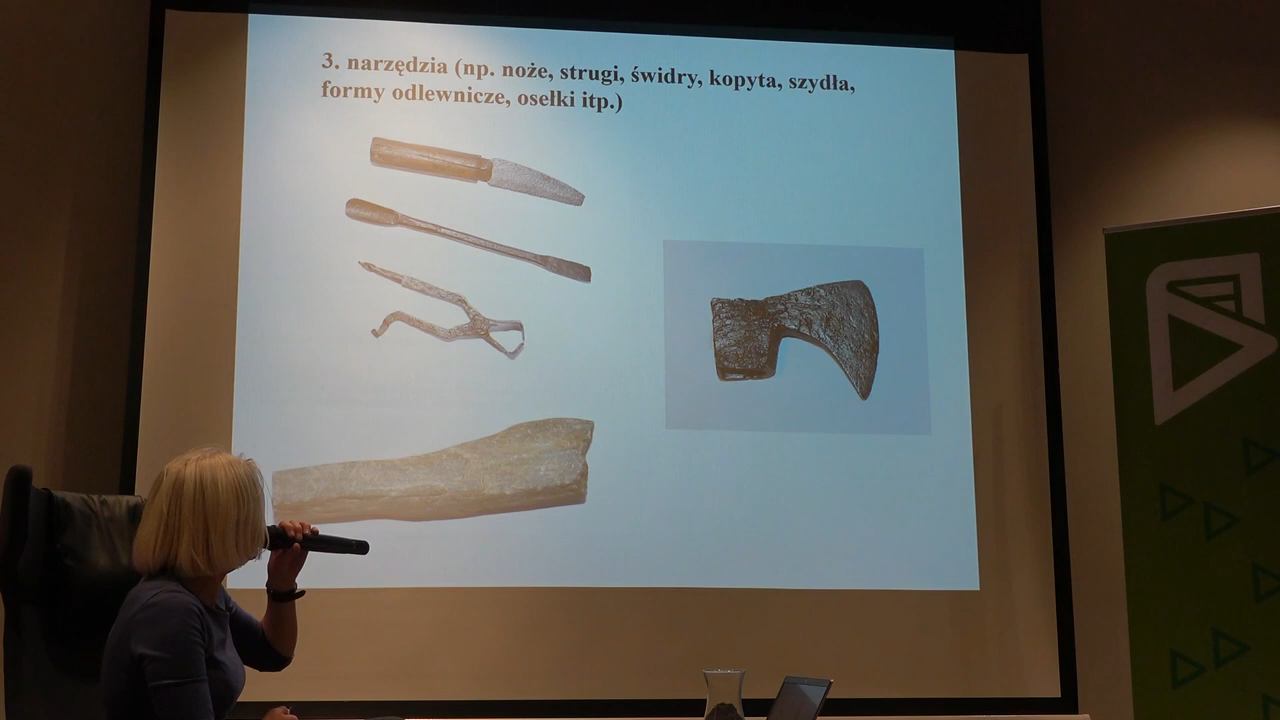 3. narzędzia (np. noże, strugi, świdry, kopyta, szydła,
formy odlewnicze, osełki itp.)